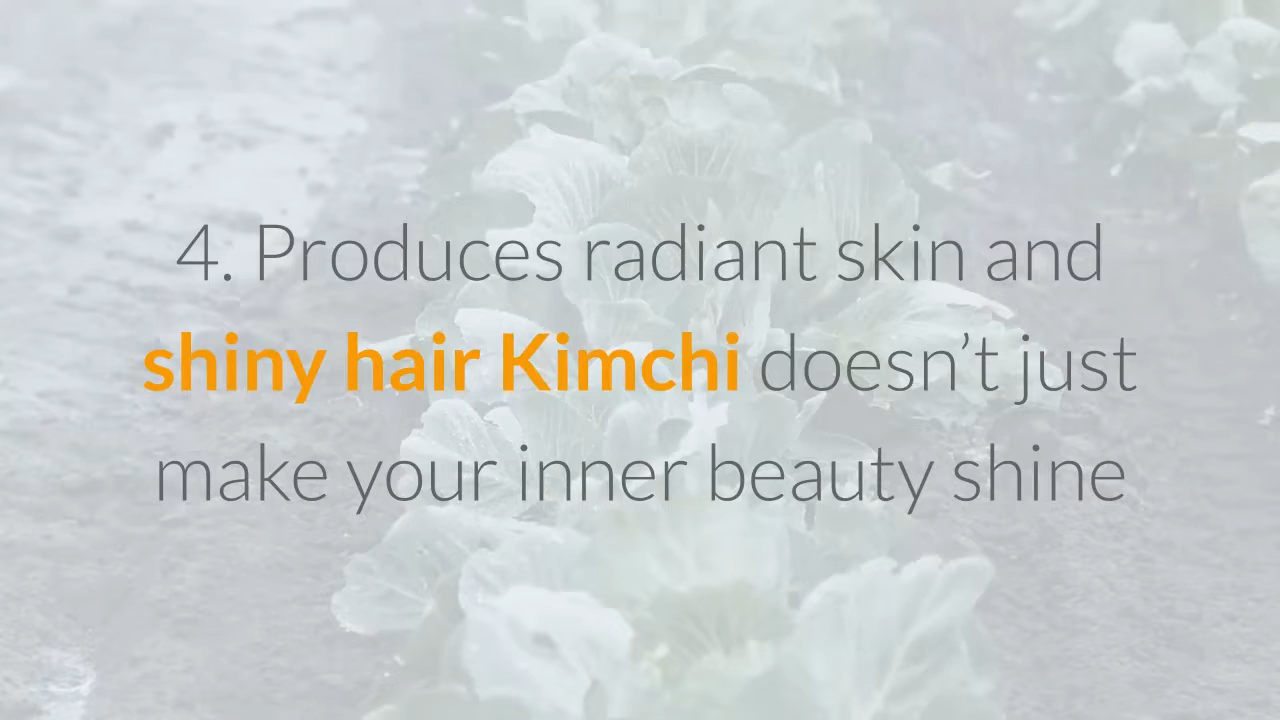 4. Produces radiant skin and
shiny hair Kimchi doesn’t just
make your inner beauty shine